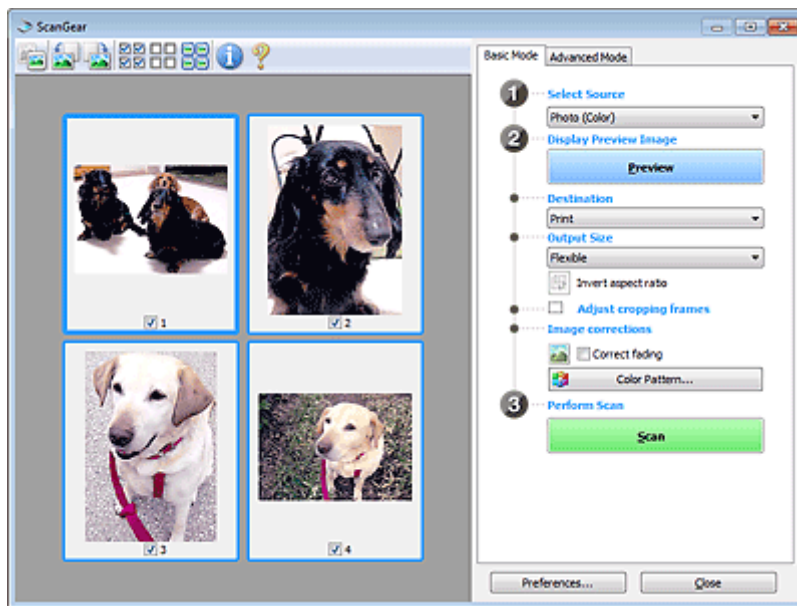 ScanGear
Basic Mode
Advanced Mode
1
Select Source
Photo (Color)
2
Display Preview Image
Preview
Destination
Print
Output Size
Flexible
Invert aspect ratio
Adjust cropping frames
Image corrections
Correct fading
Color Pattern...
3
Perform Scan
Scan
1
2
3
4
Preferences...
Close